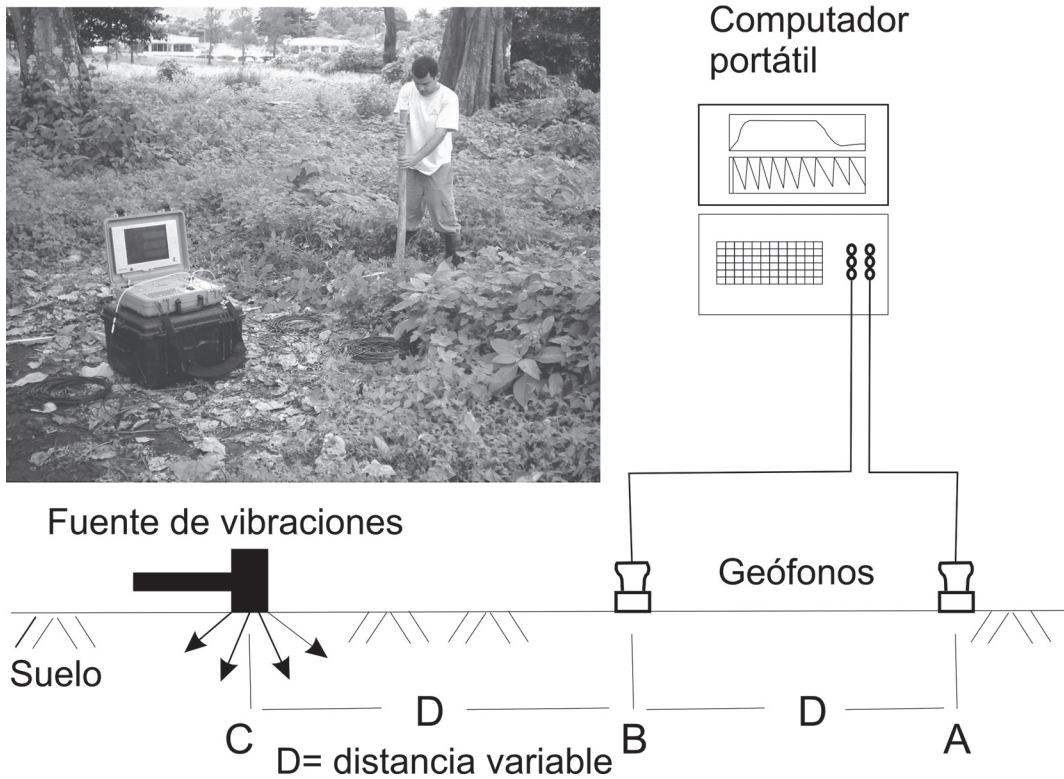 Computador
portátil
Fuente de vibraciones
Geófonos
Suelo
D
D
C
B
A
D= distancia variable